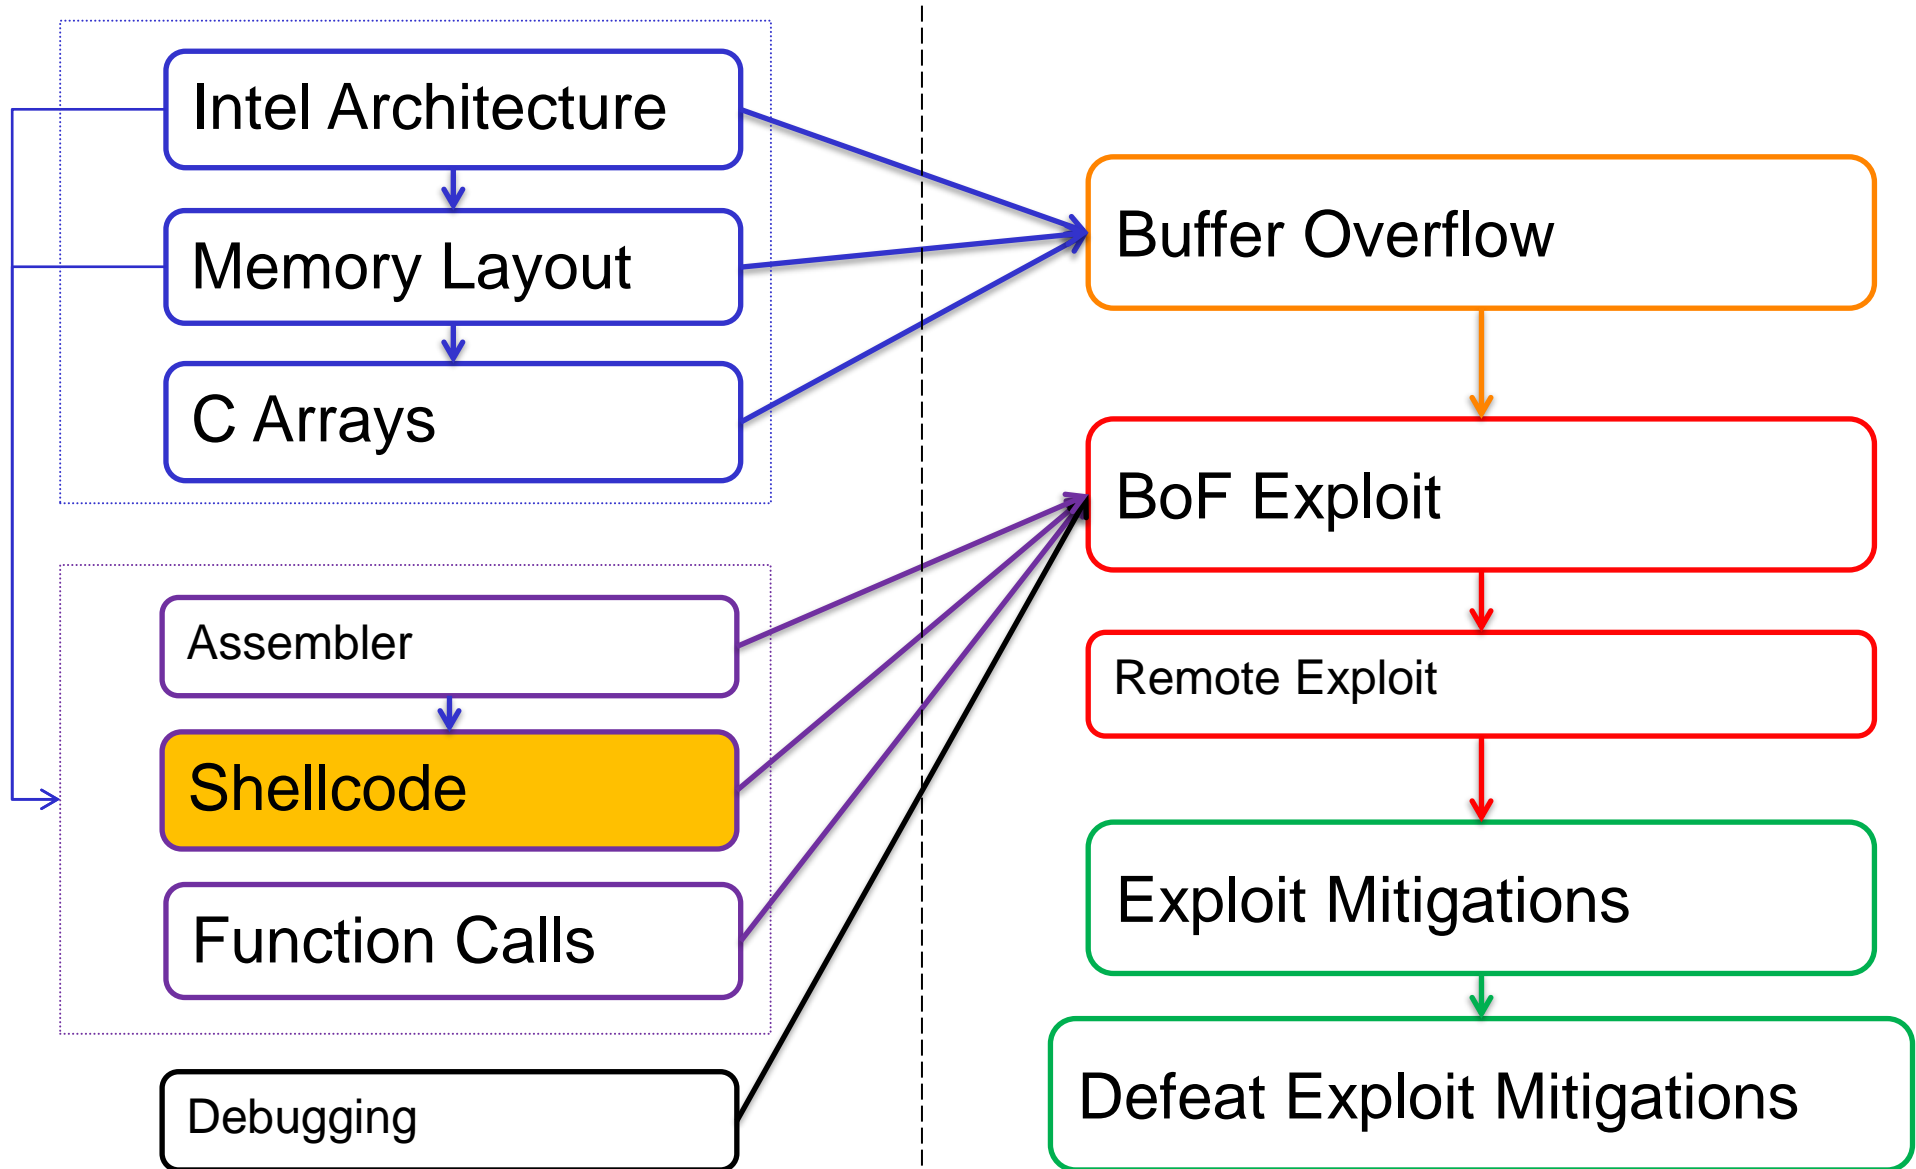 Intel Architecture
Memory Layout
C Arrays
Assembler
Shellcode
Function Calls
Debugging
Buffer Overflow
BoF Exploit
Remote Exploit
Exploit Mitigations
Defeat Exploit Mitigations